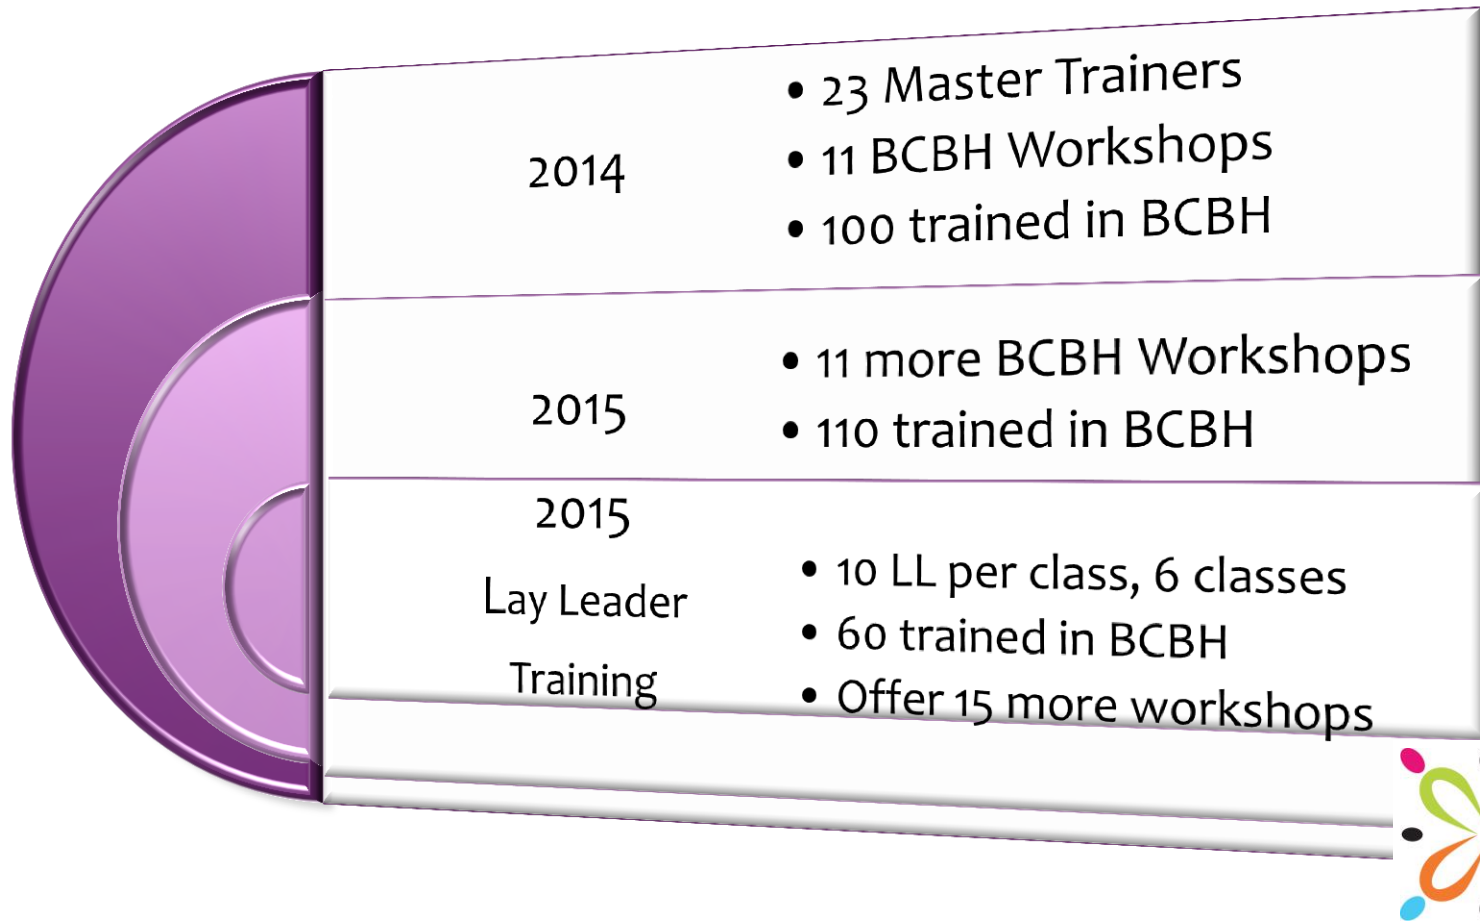 2014
• 23 Master Trainers
• 11 BCBH Workshops
• 100 trained in BCBH
2015
• 11 more BCBH Workshops
• 110 trained in BCBH
2015
Lay Leader
Training
• 10 LL per class, 6 classes
• 60 trained in BCBH
• Offer 15 more workshops